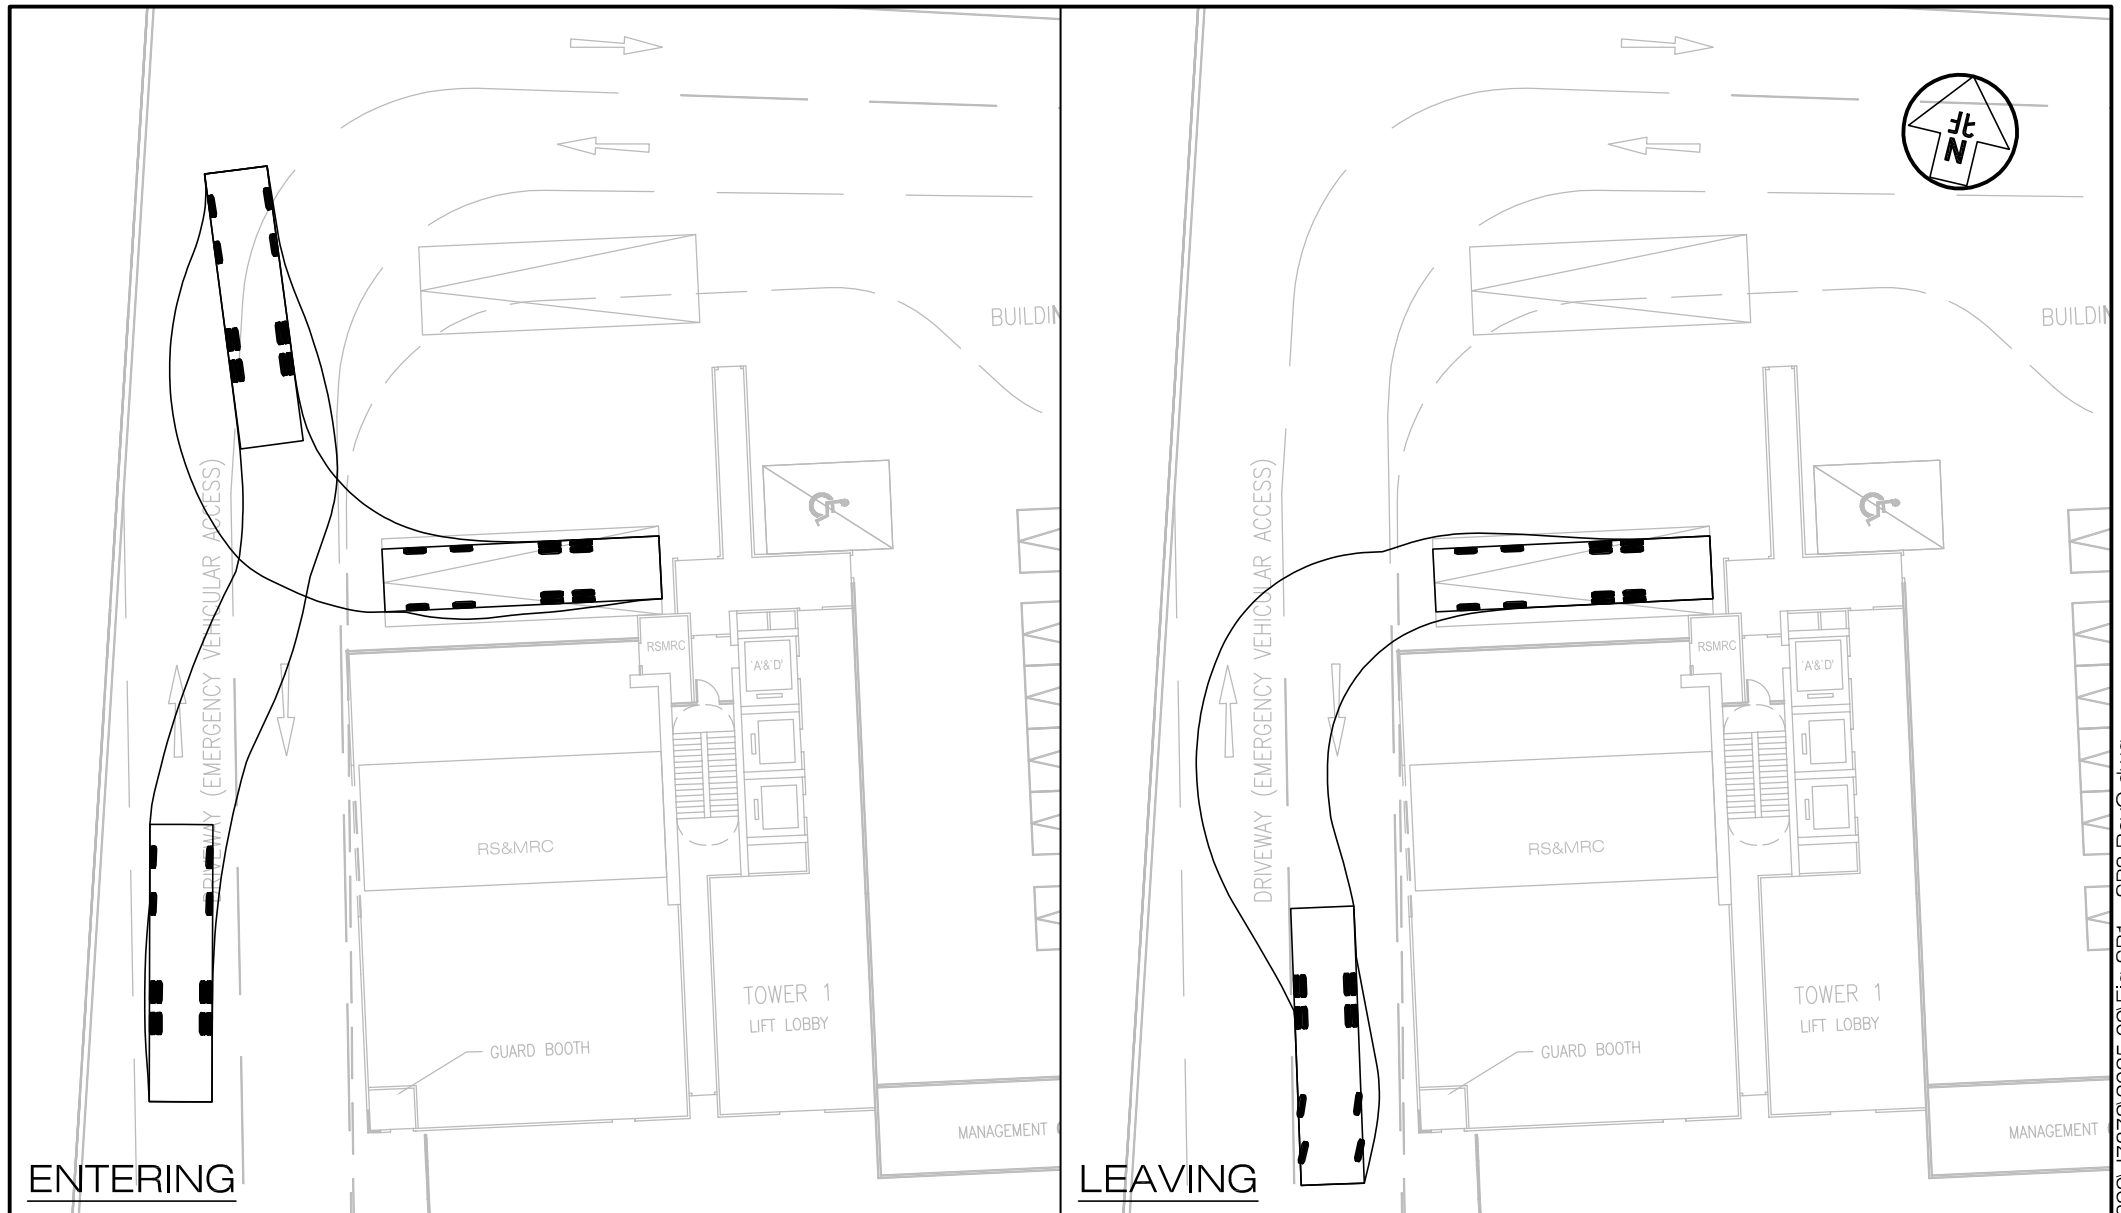 N
BUILDIN
DRIVEWAY (EMERGENCY VEHICULAR ACCESS)
RSMRC
'A'&'D'
RS&MRC
TOWER 1
LIFT LOBBY
GUARD BOOTH
MANAGEMENT
ENTERING
BUILDIN
DRIVEWAY (EMERGENCY VEHICULAR ACCESS)
RSMRC
'A'&'D'
RS&MRC
TOWER 1
LIFT LOBBY
GUARD BOOTH
MANAGEMENT
LEAVING